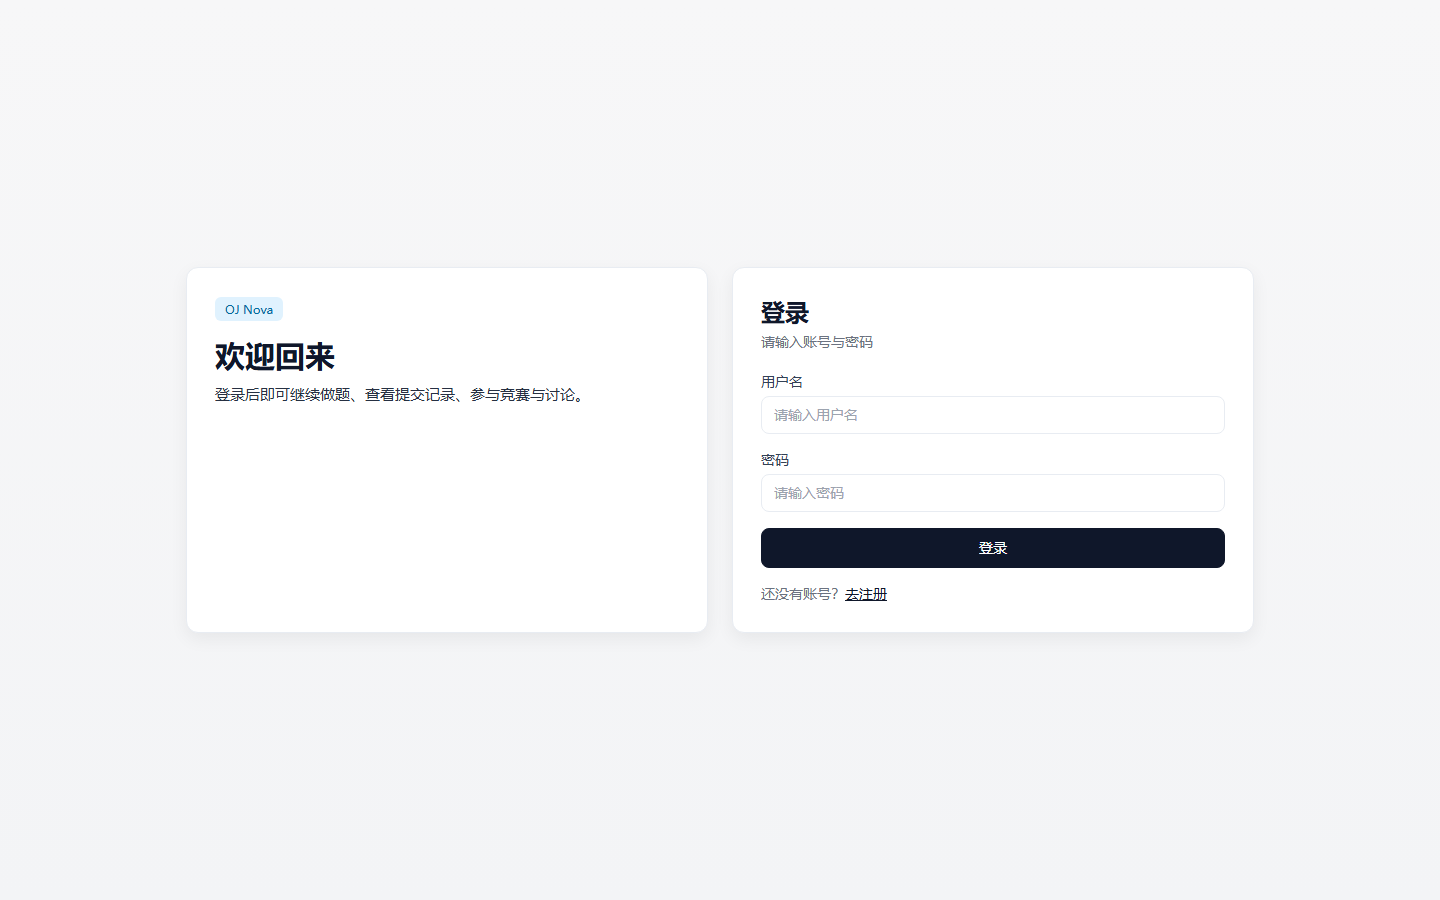 OJ Nova
欢迎回来
登录后即可继续做题、查看提交记录、参与竞赛与讨论。
登录
请输入账号与密码
用户名
请输入用户名
密码
请输入密码
登录
还没有账号？去注册